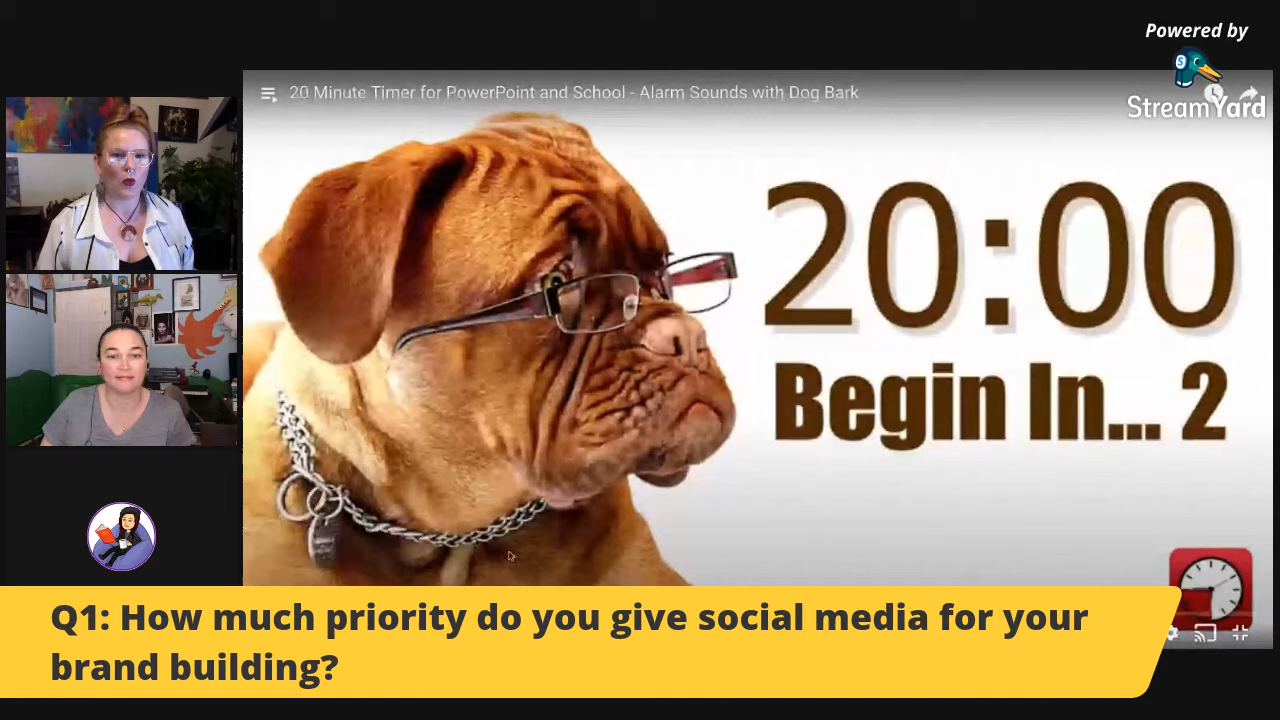 Powered by
StreamYard
20 Minute Timer for PowerPoint and School - Alarm Sounds with Dog Bark
20:00
Begin In... 2
Q1: How much priority do you give social media for your
brand building?